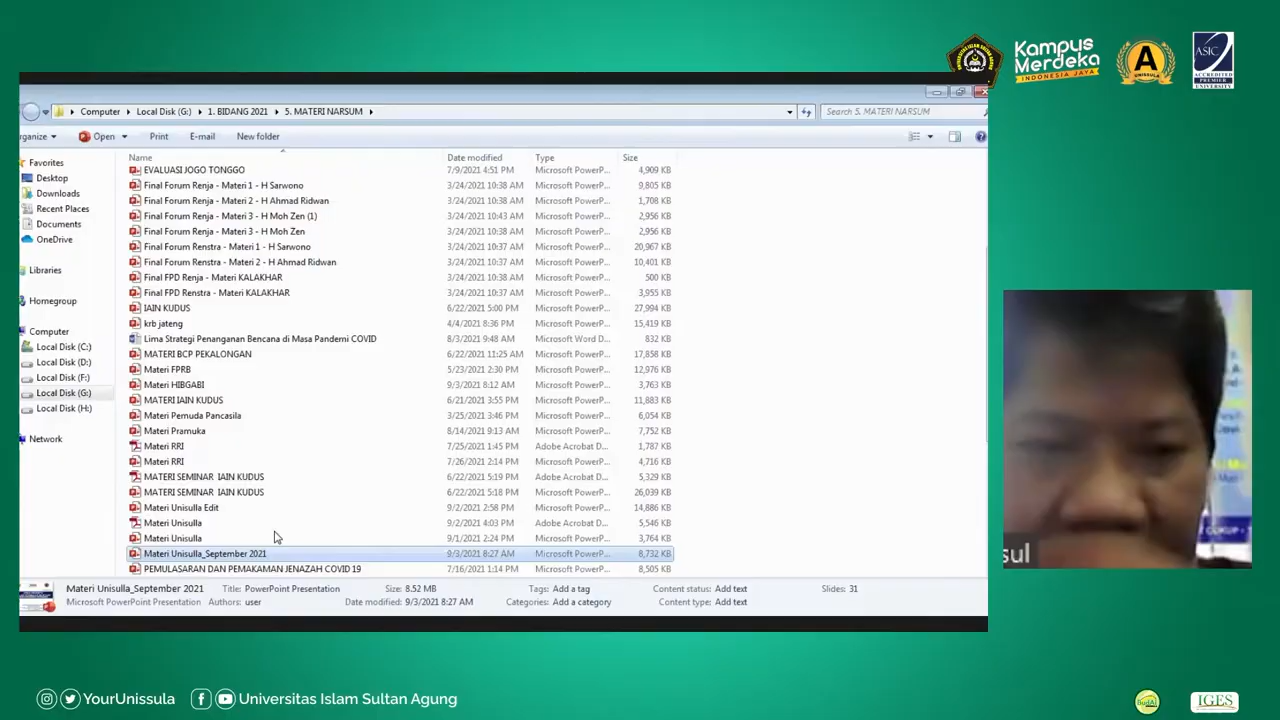 Kampus
Merdeka
INDONESIA JAYA
A
UNISSULA
ASIC
ACCREDITED
PREMIER
UNIVERSITY
Computer Local Disk (G:) 1. BIDANG 2021 5. MATERI NARSUM Search 5. MATERI NARSUM
rganize Open Print E-mail New folder
Name Date modified Type Size
Favorites
Desktop
Downloads
Recent Places
Documents
OneDrive
Libraries
Homegroup
Computer
Local Disk (C:)
Local Disk (D:)
Local Disk (F:)
Local Disk (G:)
Local Disk (H:)
Network
EVALUASI JOGO TONGGO 7/9/2021 4:51 PM Microsoft PowerP... 4,909 KB
Final Forum Renja - Materi 1 - H Sarwono 3/24/2021 10:38 AM Microsoft PowerP... 9,805 KB
Final Forum Renja - Materi 2 - H Ahmad Ridwan 3/24/2021 10:38 AM Microsoft PowerP... 1,708 KB
Final Forum Renja - Materi 3 - H Moh Zen (1) 3/24/2021 10:43 AM Microsoft PowerP... 2,956 KB
Final Forum Renja - Materi 3 - H Moh Zen 3/24/2021 10:38 AM Microsoft PowerP... 2,956 KB
Final Forum Renstra - Materi 1 - H Sarwono 3/24/2021 10:37 AM Microsoft PowerP... 20,967 KB
Final Forum Renstra - Materi 2 - H Ahmad Ridwan 3/24/2021 10:37 AM Microsoft PowerP... 10,401 KB
Final FPD Renja - Materi KALAKHAR 3/24/2021 10:38 AM Microsoft PowerP... 500 KB
Final FPD Renstra - Materi KALAKHAR 3/24/2021 10:37 AM Microsoft PowerP... 3,955 KB
IAIN KUDUS 6/22/2021 5:00 PM Microsoft PowerP... 27,994 KB
krb jateng 4/4/2021 8:36 PM Microsoft PowerP... 15,419 KB
Lima Strategi Penanganan Bencana di Masa Pandemi COVID 8/3/2021 9:48 AM Microsoft Word D... 832 KB
MATERI BCP PEKALONGAN 6/22/2021 11:25 AM Microsoft PowerP... 17,858 KB
Materi FPRB 5/23/2021 2:30 PM Microsoft PowerP... 12,976 KB
Materi HIBGABI 9/3/2021 8:12 AM Microsoft PowerP... 3,763 KB
MATERI IAIN KUDUS 6/21/2021 3:55 PM Microsoft PowerP... 11,883 KB
Materi Pemuda Pancasila 3/25/2021 3:46 PM Microsoft PowerP... 6,054 KB
Materi Pramuka 8/14/2021 9:13 AM Microsoft PowerP... 7,752 KB
Materi RRI 7/25/2021 1:45 PM Adobe Acrobat D... 1,787 KB
Materi RRI 7/26/2021 2:14 PM Microsoft PowerP... 4,716 KB
MATERI SEMINAR IAIN KUDUS 6/22/2021 5:19 PM Adobe Acrobat D... 5,329 KB
MATERI SEMINAR IAIN KUDUS 6/22/2021 5:18 PM Microsoft PowerP... 26,039 KB
Materi Unisulla Edit 9/2/2021 2:58 PM Microsoft PowerP... 14,886 KB
Materi Unisulla 9/2/2021 4:03 PM Adobe Acrobat D... 5,546 KB
Materi Unisulla 9/1/2021 2:24 PM Microsoft PowerP... 3,764 KB
Materi Unisulla_September 2021 9/3/2021 8:27 AM Microsoft PowerP... 8,732 KB
PEMULASARAN DAN PEMAKAMAN JENAZAH COVID 19 7/16/2021 1:14 PM Microsoft PowerP... 8,505 KB
Materi Unisulla_September 2021 Title: PowerPoint Presentation Size: 8.52 MB Tags: Add a tag Content status: Add text Slides: 31
Microsoft PowerPoint Presentation Authors: user Date modified: 9/3/2021 8:27 AM Categories: Add a category Content type: Add text
sul
YourUnissula Universitas Islam Sultan Agung
BudAI
IGES